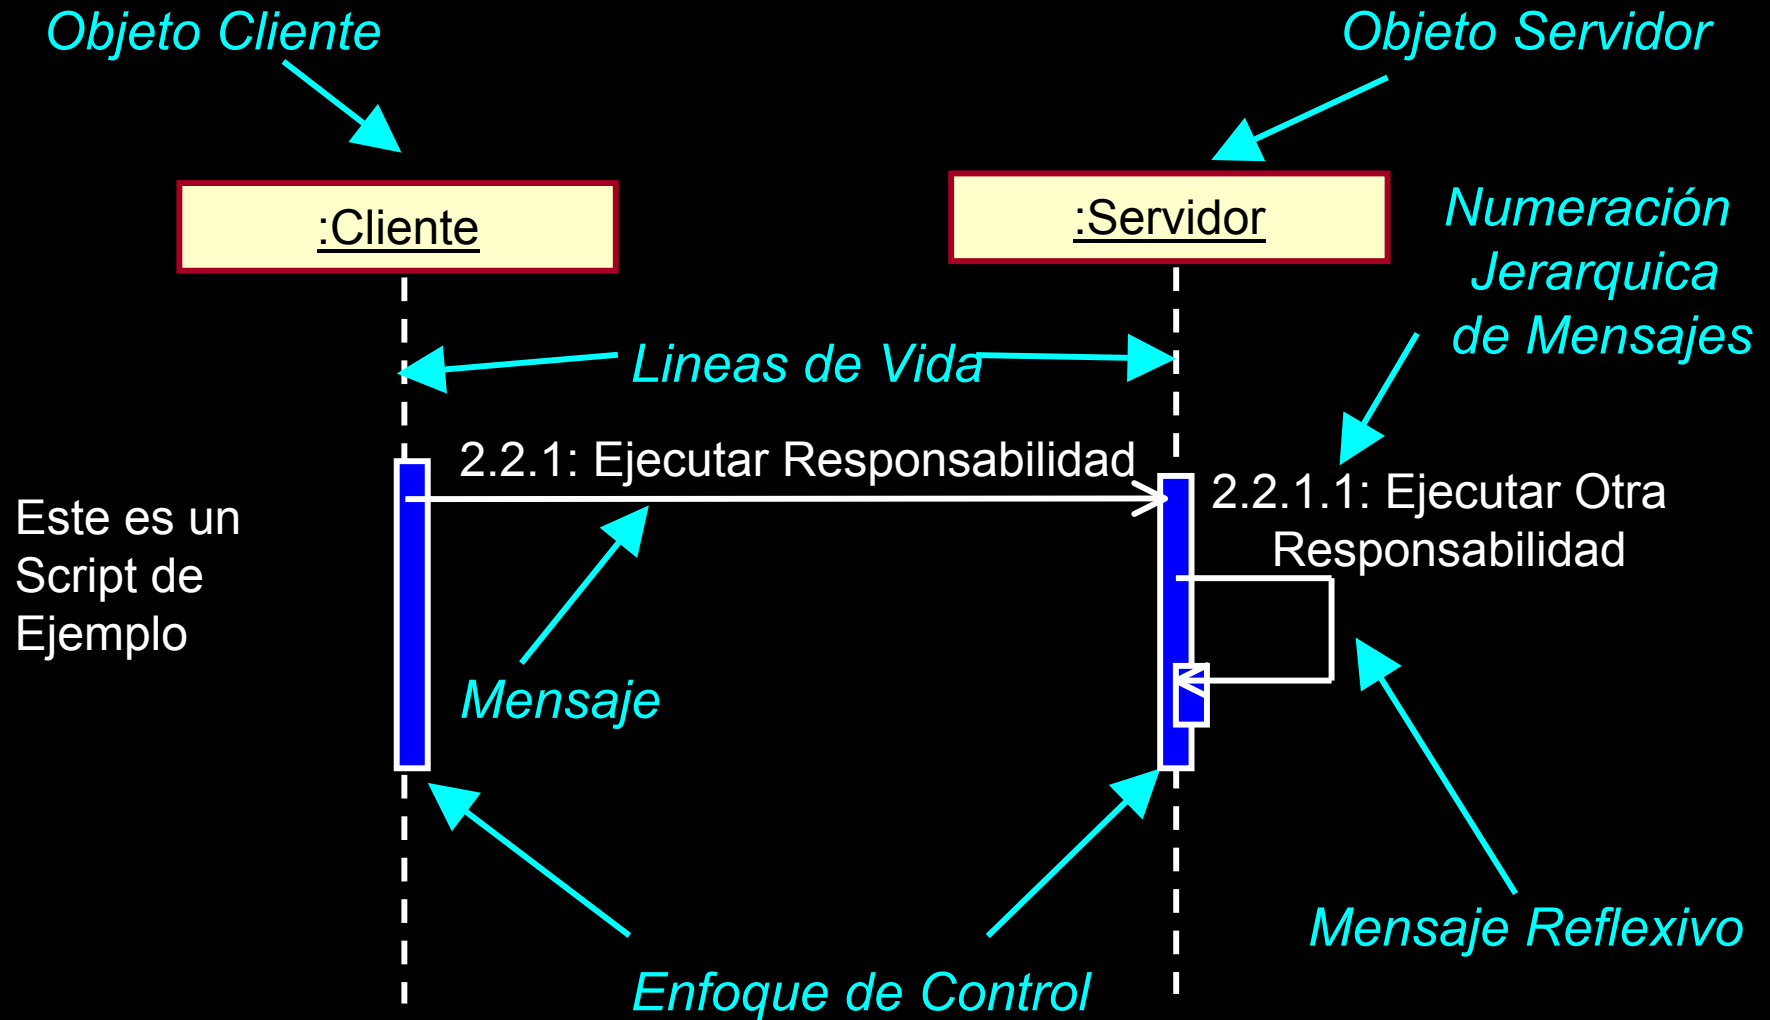 Objeto Cliente
Objeto Servidor
:Cliente
:Servidor
Numeración
Jerarquica
de Mensajes
Lineas de Vida
2.2.1: Ejecutar Responsabilidad
2.2.1.1: Ejecutar Otra
Responsabilidad
Este es un
Script de
Ejemplo
Mensaje
Mensaje Reflexivo
Enfoque de Control